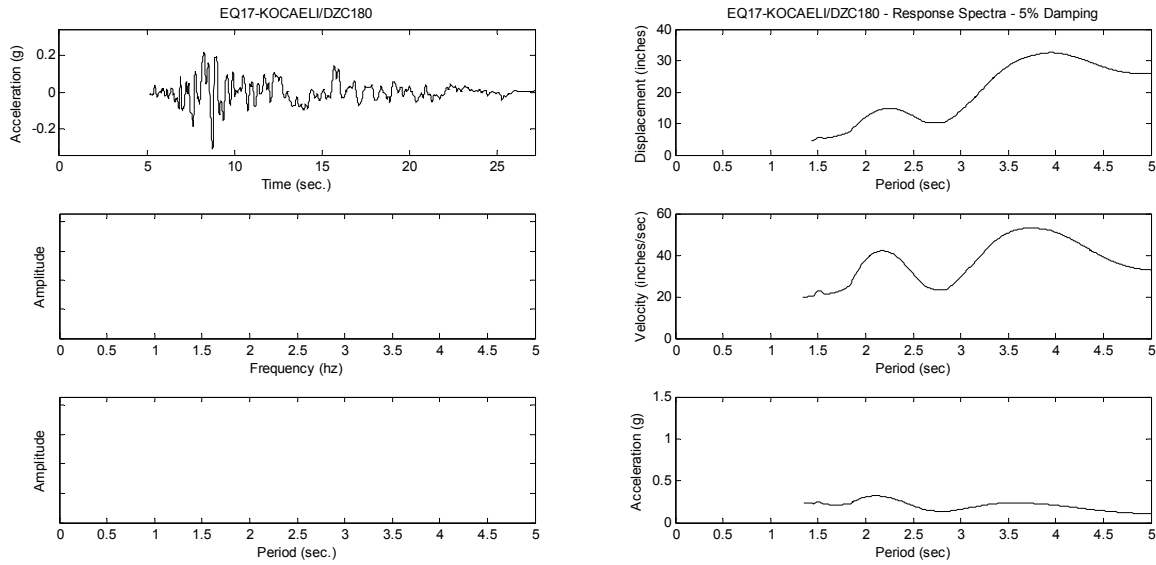 EQ17-KOCAELI/DZC180
Acceleration (g)
0.2
0
-0.2
0 5 10 15 20 25
Time (sec.)
Amplitude
0 0.5 1 1.5 2 2.5 3 3.5 4 4.5 5
Frequency (hz)
Amplitude
0 0.5 1 1.5 2 2.5 3 3.5 4 4.5 5
Period (sec.)
EQ17-KOCAELI/DZC180 - Response Spectra - 5% Damping
Displacement (inches)
40
30
20
10
0
0 0.5 1 1.5 2 2.5 3 3.5 4 4.5 5
Period (sec)
Velocity (inches/sec)
60
40
20
0
0 0.5 1 1.5 2 2.5 3 3.5 4 4.5 5
Period (sec)
Acceleration (g)
1.5
1
0.5
0
0 0.5 1 1.5 2 2.5 3 3.5 4 4.5 5
Period (sec)